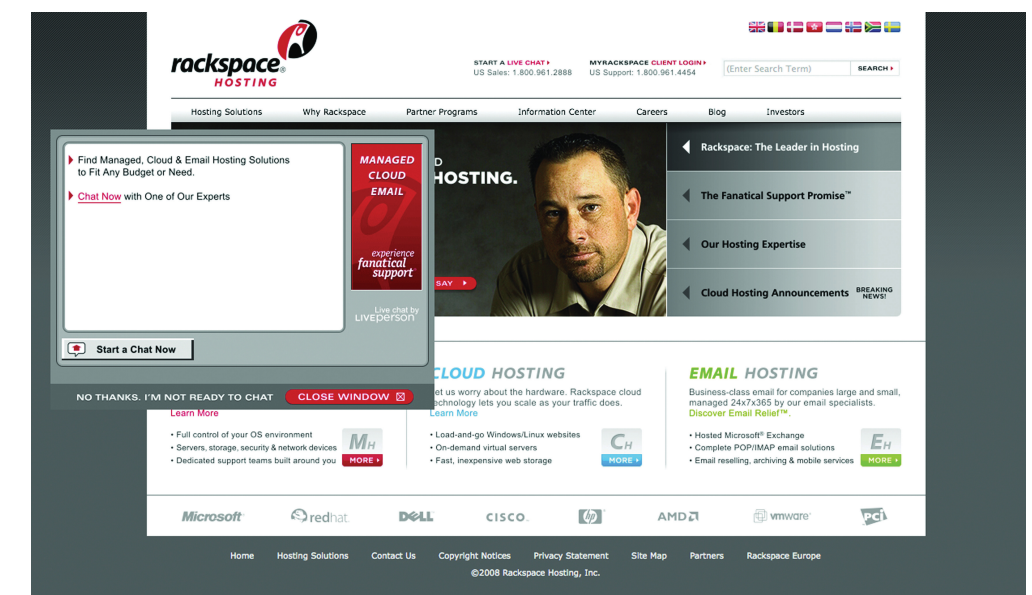 rackspace®
HOSTING
START A LIVE CHAT
US Sales: 1.800.961.2888
MYRACKSPACE CLIENT LOGIN
US Support: 1.800.961.4454
(Enter Search Term)
SEARCH
Hosting Solutions
Why Rackspace
Partner Programs
Information Center
Careers
Blog
Investors
Find Managed, Cloud & Email Hosting Solutions
to Fit Any Budget or Need.
Chat Now with One of Our Experts
MANAGED
CLOUD
EMAIL
experience
fanatical
support
Live chat by
LIVEperson
Start a Chat Now
NO THANKS. I'M NOT READY TO CHAT
CLOSE WINDOW
HOSTING.
SAY
Rackspace: The Leader in Hosting
The Fanatical Support Promise™
Our Hosting Expertise
Cloud Hosting Announcements
BREAKING
NEWS!
Learn More
• Full control of your OS environment
• Servers, storage, security & network devices
• Dedicated support teams built around you
MH
MORE
CLOUD HOSTING
et us worry about the hardware. Rackspace cloud
echnology lets you scale as your traffic does.
Learn More
• Load-and-go Windows/Linux websites
• On-demand virtual servers
• Fast, inexpensive web storage
CH
MORE
EMAIL HOSTING
Business-class email for companies large and small,
managed 24x7x365 by our email specialists.
Discover Email Relief™.
• Hosted Microsoft® Exchange
• Complete POP/IMAP email solutions
• Email reselling, archiving & mobile services
EH
MORE
Microsoft
redhat.
DELL
CISCO.
hp
AMD
vmware
PCi
Home
Hosting Solutions
Contact Us
Copyright Notices
Privacy Statement
Site Map
Partners
Rackspace Europe
©2008 Rackspace Hosting, Inc.